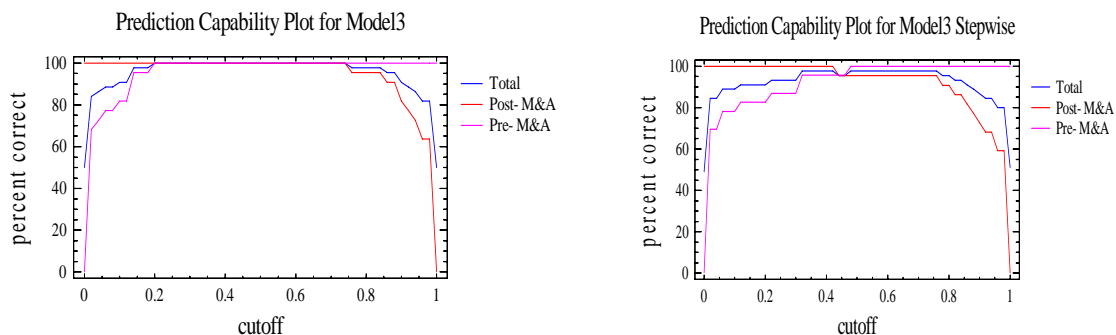 Prediction Capability Plot for Model3
percent correct
100
80
60
40
20
0
0 0.2 0.4 0.6 0.8 1
cutoff
Total
Post- M&A
Pre- M&A
Prediction Capability Plot for Model3 Stepwise
percent correct
100
80
60
40
20
0
0 0.2 0.4 0.6 0.8 1
cutoff
Total
Post- M&A
Pre- M&A